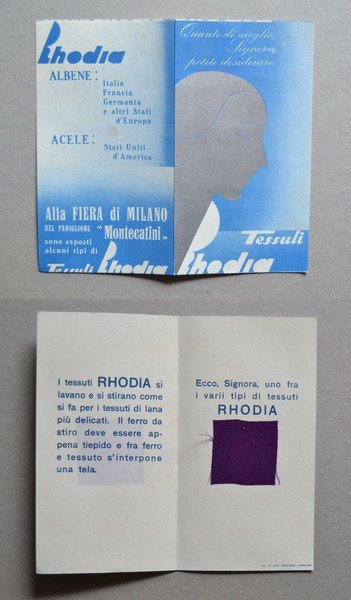 Rhodia
ALBENE:
Italia
Francia
Germania
e altri Stati
d'Europa
ACELE:
Stati Uniti
d'America
Alla FIERA di MILANO
NEL PADIGLIONE "Montecatini"
sono esposti
alcuni tipi di
Tessuti Rhodia
Quanto di meglio,
Signora,
potete desiderare.
Tessuti
Rhodia
I tessuti RHODIA si
lavano e si stirano come
si fa per i tessuti di lana
più delicati. Il ferro da
stiro deve essere ap-
pena tiepido e fra ferro
e tessuto s'interpone
una tela.
Ecco, Signora, uno fra
i varii tipi di tessuti
RHODIA